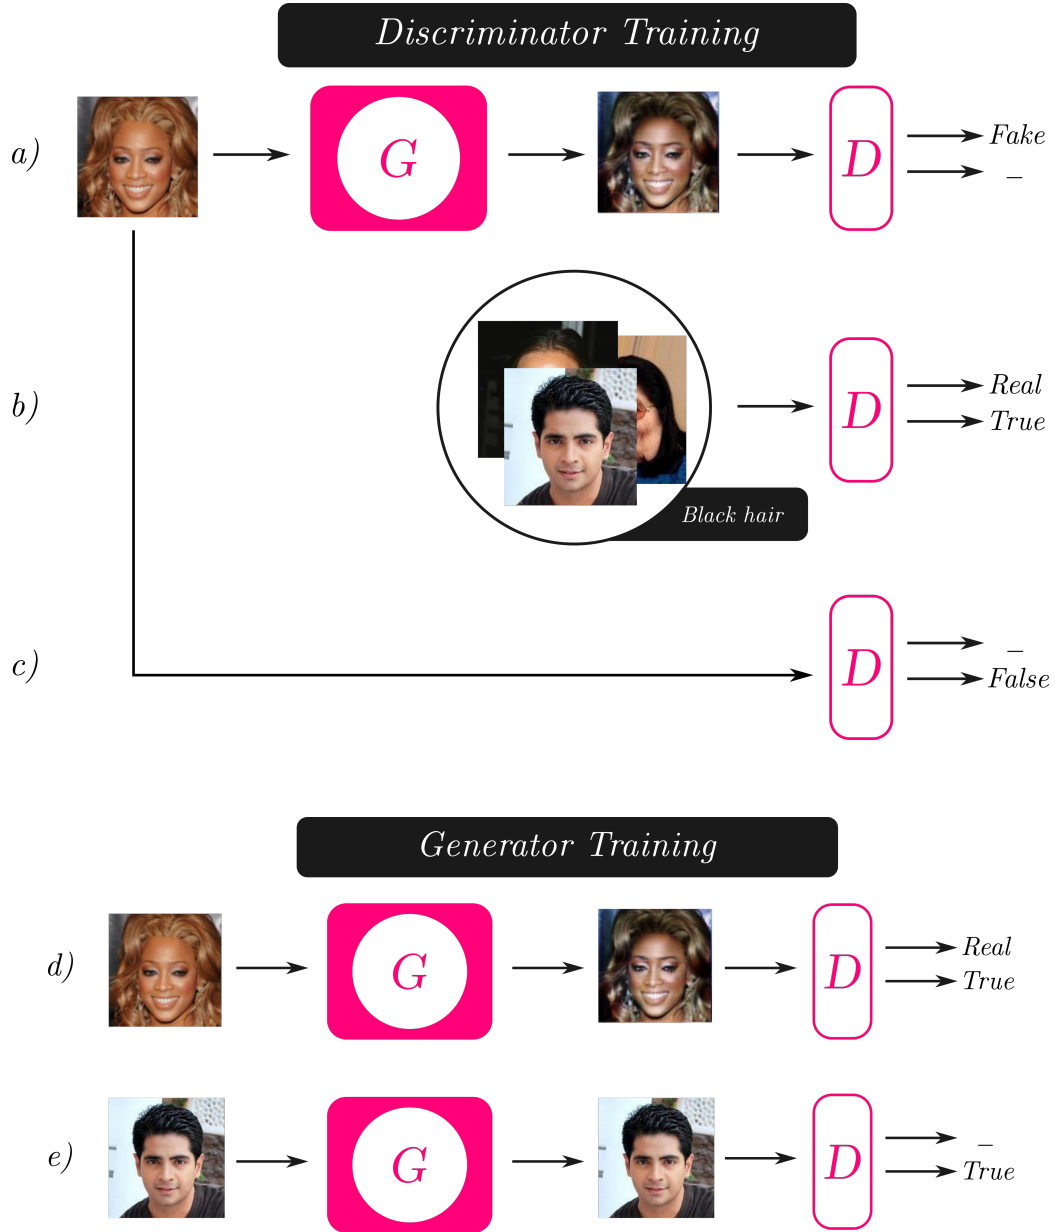 Discriminator Training
a)
G
D
Fake
_
b)
D
Real
True
Black hair
c)
D
_
False
Generator Training
d)
G
D
Real
True
e)
G
D
_
True